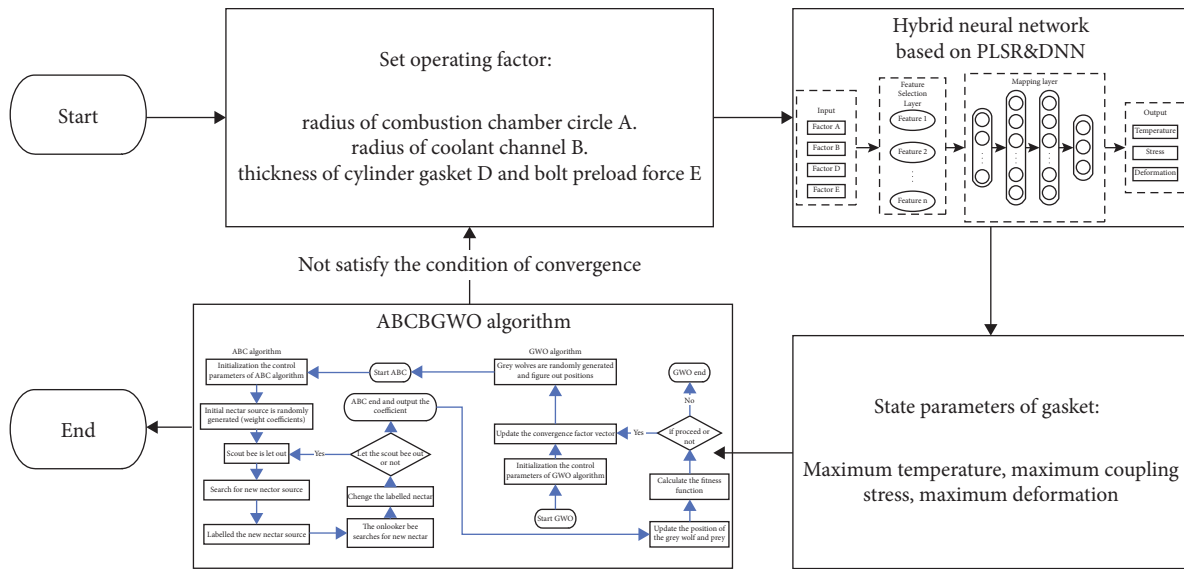 Start
Set operating factor:
radius of combustion chamber circle A.
radius of coolant channel B.
thickness of cylinder gasket D and bolt preload force E
Hybrid neural network
based on PLSR&DNN
Input
Factor A
Factor B
Factor D
Factor E
Feature
Selection
Layer
Feature 1
Feature 2
Feature n
Mapping layer
Output
Temperature
Stress
Deformation
Not satisfy the condition of convergence
End
ABCBGWO algorithm
ABC algorithm
Initialization the control
parameters of ABC algorithm
Initial nectar source is randomly
generated (weight coefficients)
Scout bee is let out
Search for new nector source
Labelled the new nectar source
Start ABC
ABC end and output the
coefficient
Yes
Let the scout bee out
or not
Chenge the labelled nectar
The onlooker bee
searches for new nectar
GWO algorithm
Grey wolves are randomly generated
and figure out positions
Update the convergence factor vector
Initialization the control
parameters of GWO algorithm
Start GWO
GWO end
No
Yes
if proceed or
not
Calculate the fitness
function
Update the position of
the grey wolf and prey
State parameters of gasket:
Maximum temperature, maximum coupling
stress, maximum deformation